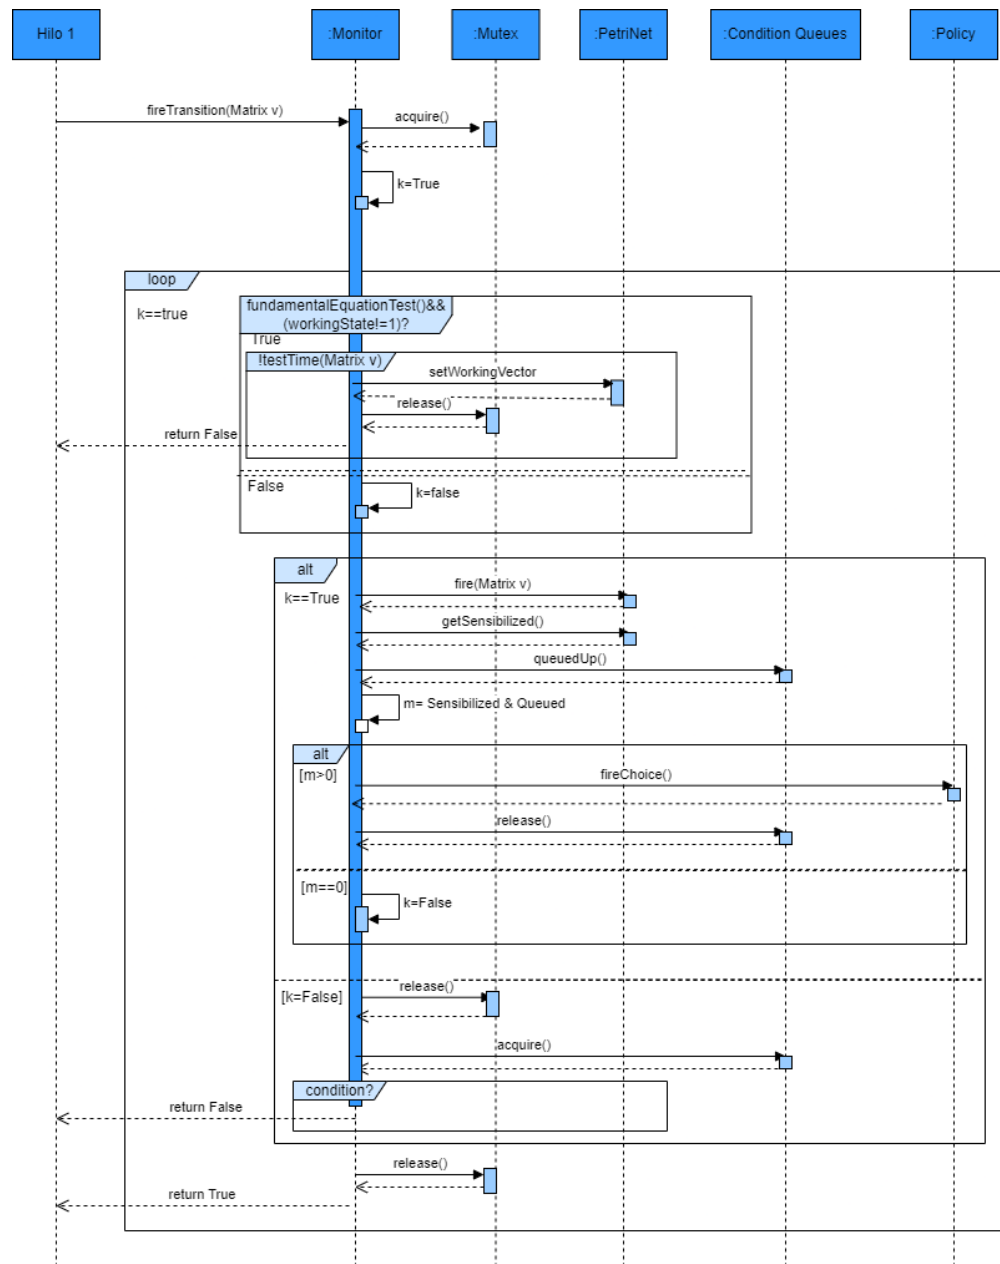 Hilo 1
:Monitor
:Mutex
:PetriNet
:Condition Queues
:Policy
fireTransition(Matrix v)
acquire()
k=True
loop
k==true
fundamentalEquationTest()&&
(workingState!=1)?
True
!testTime(Matrix v)
setWorkingVector
release()
return False
False
k=false
alt
k==True
fire(Matrix v)
getSensibilized()
queuedUp()
m= Sensibilized & Queued
alt
[m>0]
fireChoice()
release()
[m==0]
k=False
[k=False]
release()
acquire()
condition?
return False
release()
return True